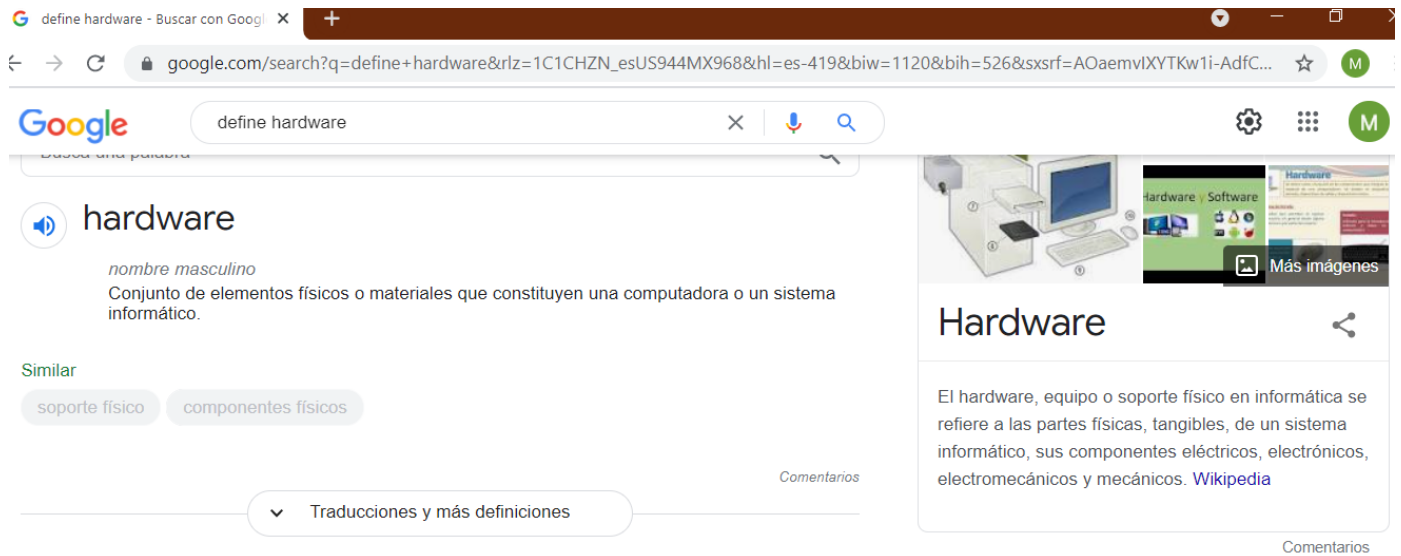 define hardware - Buscar con Googl
google.com/search?q=define+hardware&rlz=1C1CHZN_esUS944MX968&hl=es-419&biw=1120&bih=526&sxsrf=AOaemvIXYTKw1i-AdfC...
M
Google
define hardware
M
Busca una palabra
hardware
nombre masculino
Conjunto de elementos físicos o materiales que constituyen una computadora o un sistema
informático.
Similar
soporte físico componentes físicos
Comentarios
Traducciones y más definiciones
Hardware y Software
Hardware
Más imágenes
Hardware
El hardware, equipo o soporte físico en informática se
refiere a las partes físicas, tangibles, de un sistema
informático, sus componentes eléctricos, electrónicos,
electromecánicos y mecánicos. Wikipedia
Comentarios